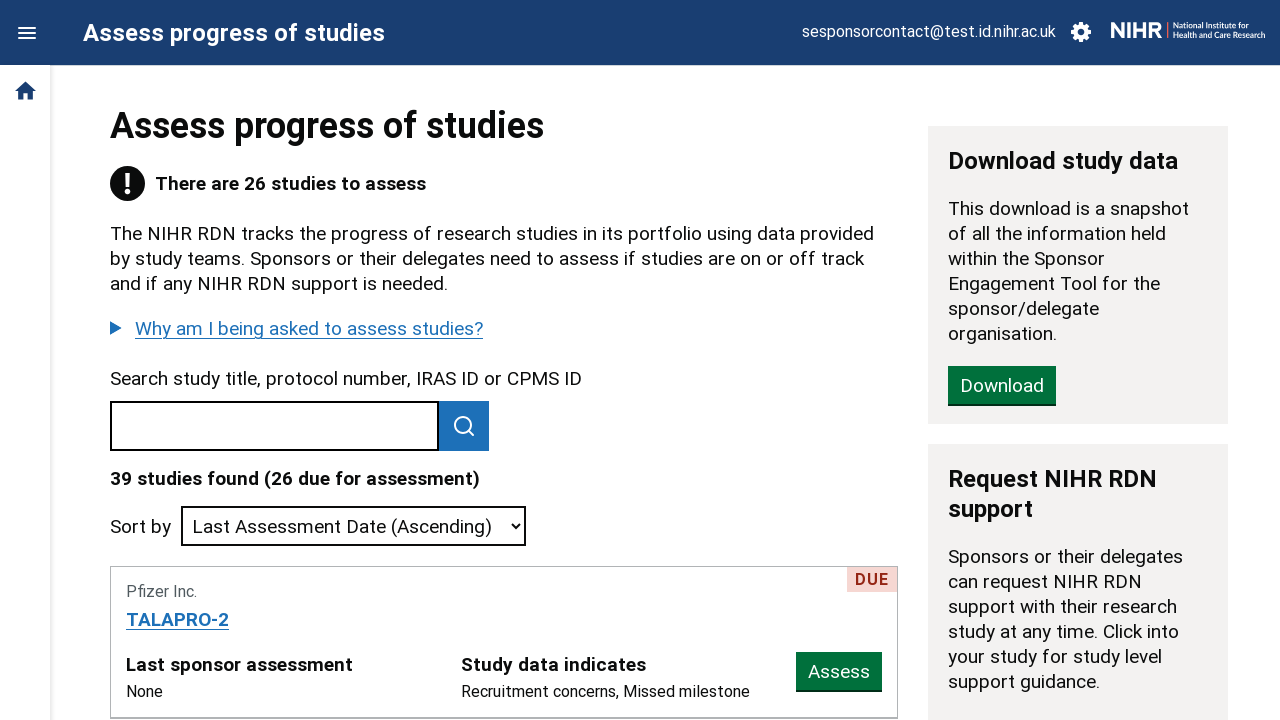 Assess progress of studies
sesponsorcontact@test.id.nihr.ac.uk
NIHR National Institute for
Health and Care Research
Assess progress of studies
There are 26 studies to assess
The NIHR RDN tracks the progress of research studies in its portfolio using data provided
by study teams. Sponsors or their delegates need to assess if studies are on or off track
and if any NIHR RDN support is needed.
Why am I being asked to assess studies?
Search study title, protocol number, IRAS ID or CPMS ID
39 studies found (26 due for assessment)
Sort by Last Assessment Date (Ascending)
DUE
Pfizer Inc.
TALAPRO-2
Last sponsor assessment
None
Study data indicates
Recruitment concerns, Missed milestone
Assess
Download study data
This download is a snapshot
of all the information held
within the Sponsor
Engagement Tool for the
sponsor/delegate
organisation.
Download
Request NIHR RDN
support
Sponsors or their delegates
can request NIHR RDN
support with their research
study at any time. Click into
your study for study level
support guidance.